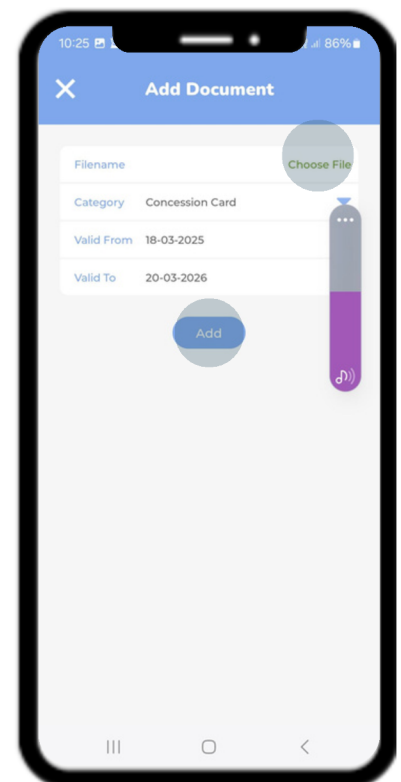 10:25 86%
Add Document
Filename Choose File
Category Concession Card
Valid From 18-03-2025
Valid To 20-03-2026
Add